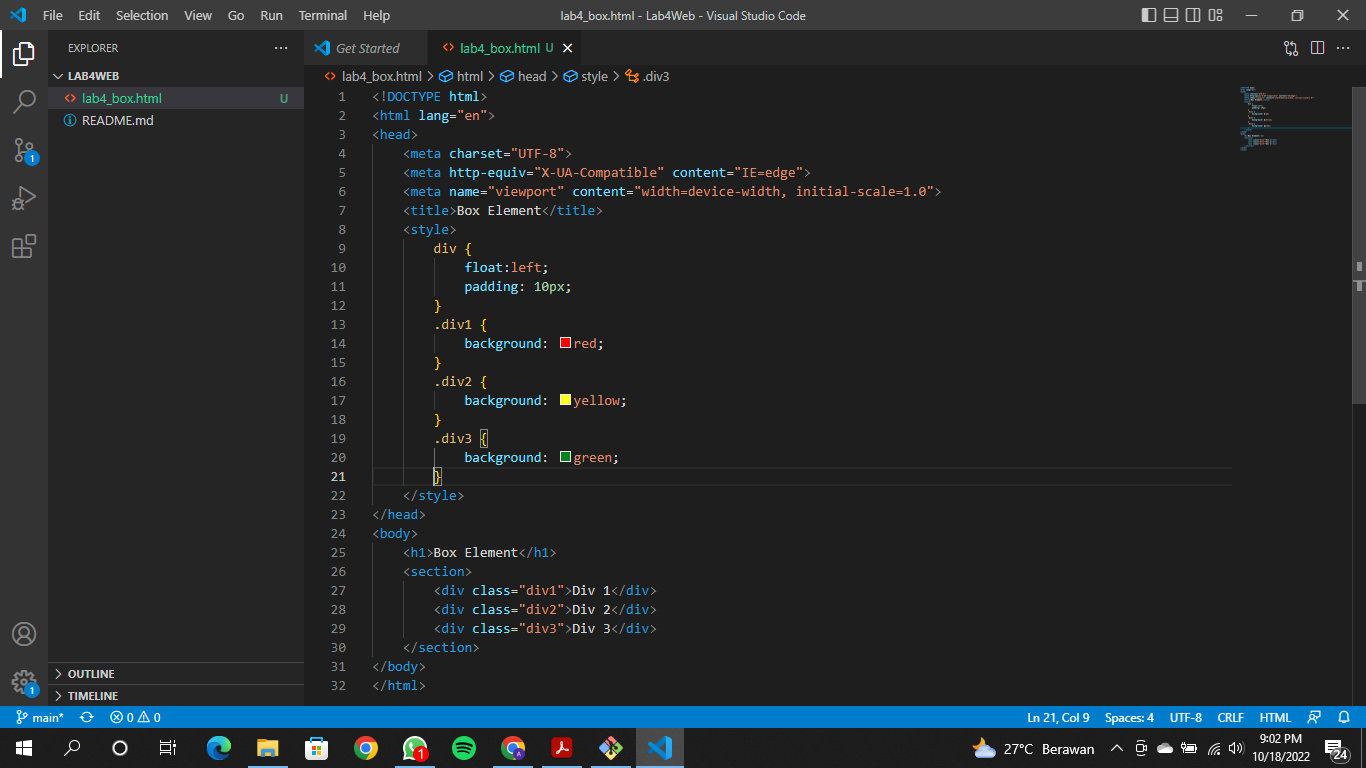 File Edit Selection View Go Run Terminal Help lab4_box.html - Lab4Web - Visual Studio Code
EXPLORER
LAB4WEB
lab4_box.html U
README.md
OUTLINE
TIMELINE
1
1
Get Started lab4_box.html U
lab4_box.html > html > head > style > .div3
1 <!DOCTYPE html>
2 <html lang="en">
3 <head>
4 <meta charset="UTF-8">
5 <meta http-equiv="X-UA-Compatible" content="IE=edge">
6 <meta name="viewport" content="width=device-width, initial-scale=1.0">
7 <title>Box Element</title>
8 <style>
9 div {
10 float:left;
11 padding: 10px;
12 }
13 .div1 {
14 background: red;
15 }
16 .div2 {
17 background: yellow;
18 }
19 .div3 {
20 background: green;
21 }
22 </style>
23 </head>
24 <body>
25 <h1>Box Element</h1>
26 <section>
27 <div class="div1">Div 1</div>
28 <div class="div2">Div 2</div>
29 <div class="div3">Div 3</div>
30 </section>
31 </body>
32 </html>
main* 0 0 Ln 21, Col 9 Spaces: 4 UTF-8 CRLF HTML
1 27°C Berawan 9:02 PM
10/18/2022 24